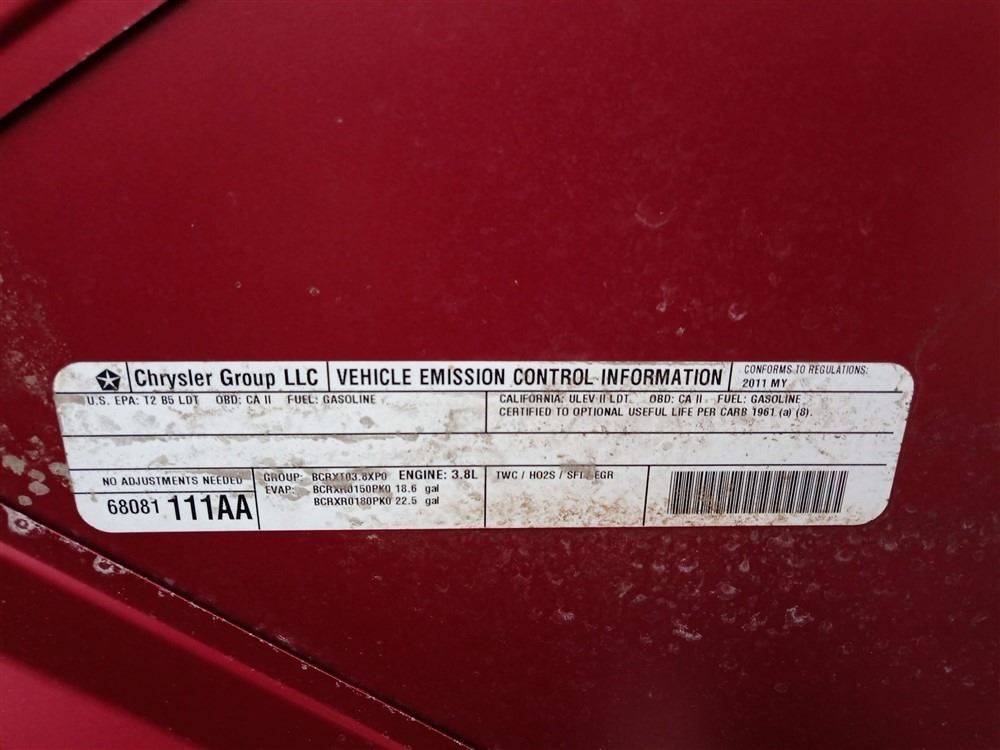 Chrysler Group LLC
VEHICLE EMISSION CONTROL INFORMATION
CONFORMS TO REGULATIONS:
2011 MY
U.S. EPA: T2 B5 LDT OBD: CA II FUEL: GASOLINE
CALIFORNIA: ULEV II LDT OBD: CA II FUEL: GASOLINE
CERTIFIED TO OPTIONAL USEFUL LIFE PER CARB 1961 (a) (8).
NO ADJUSTMENTS NEEDED
68081 111AA
GROUP: BCRXT03.8XP0 ENGINE: 3.8L
EVAP: BCRXR0150PK0 18.6 gal
BCRXR0180PK0 22.5 gal
TWC / HO2S / SFI / EGR